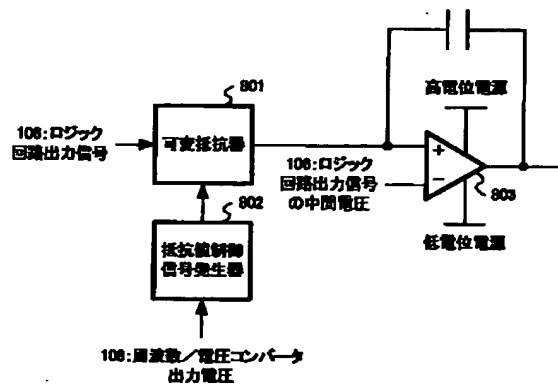 801
高電位電源
106:ロジック
回路出力信号
可変抵抗器
106:ロジック
回路出力信号
の中間電圧
+
−
803
802
抵抗値制御
信号発生器
低電位電源
108:周波数/電圧コンバータ
出力電圧